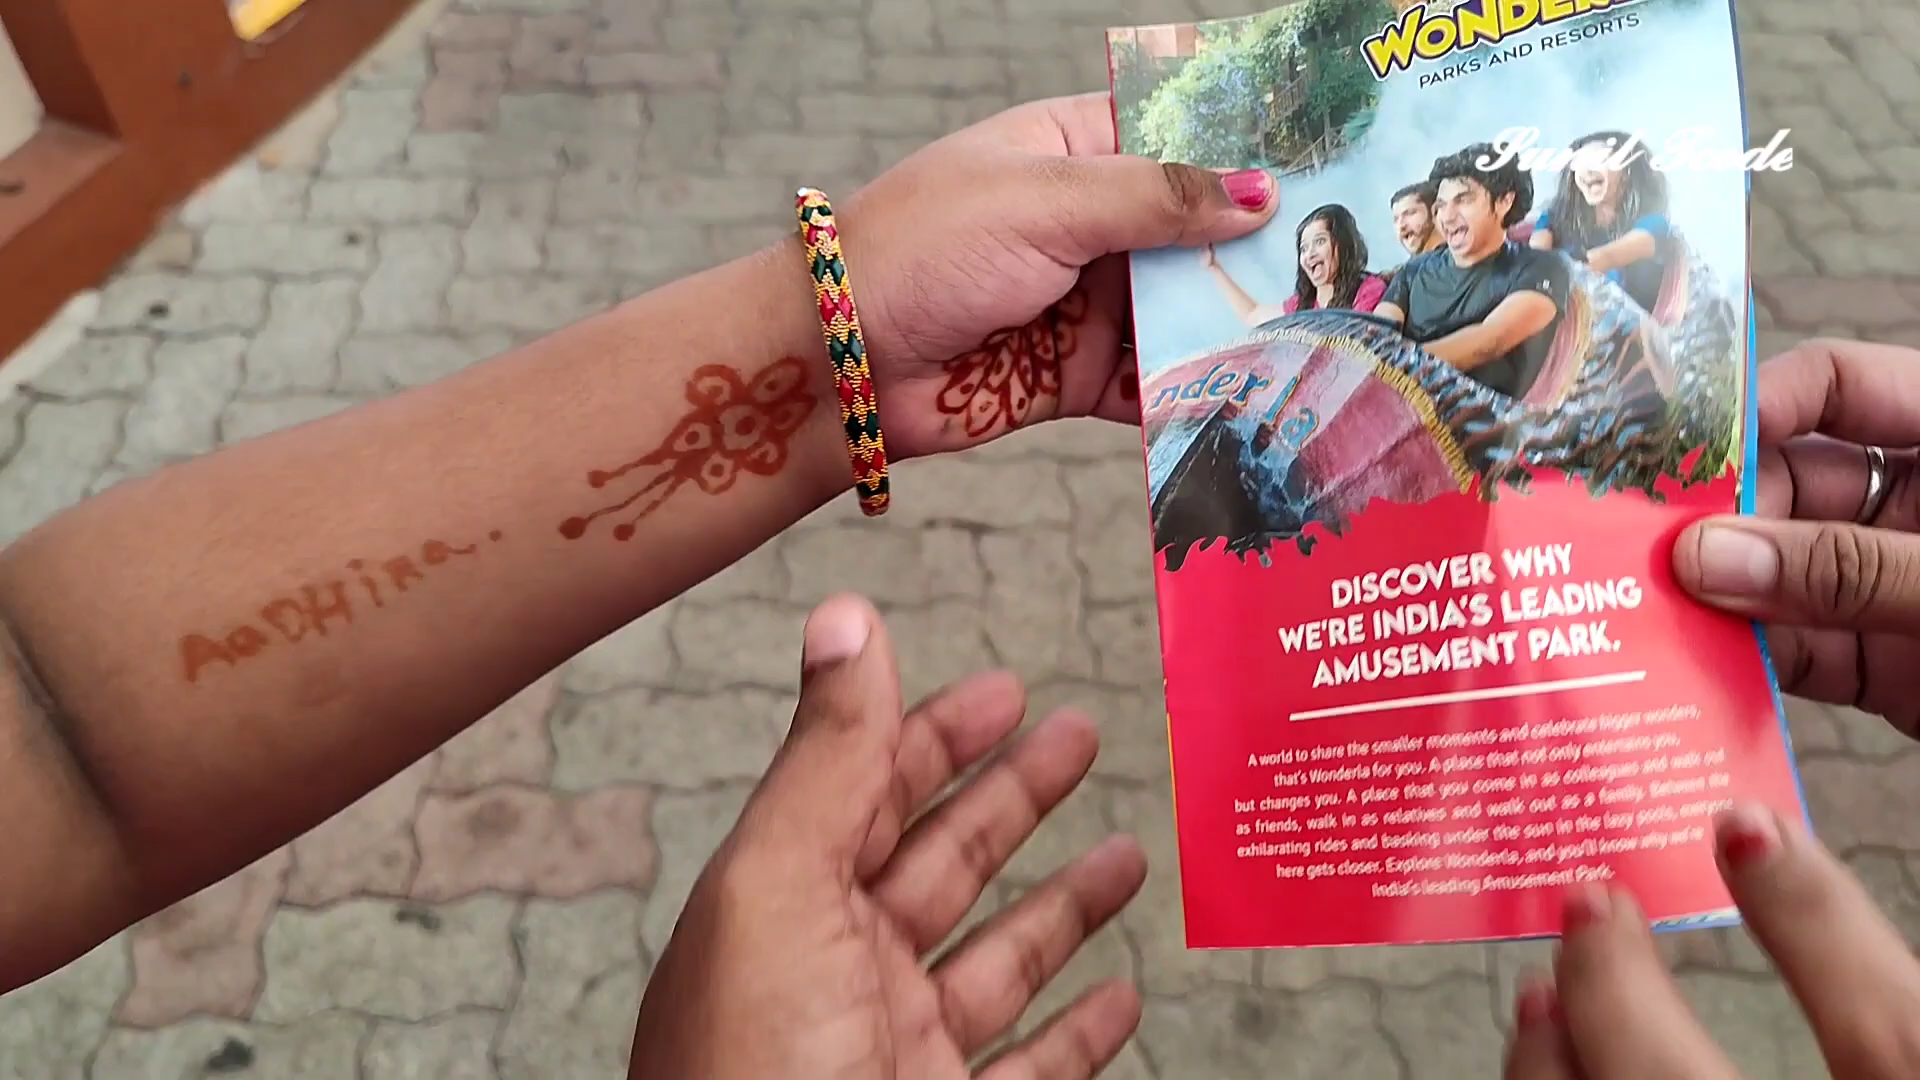 WONDERL
PARKS AND RESORTS
Sunil Tcode
nderla
AaDHira.
DISCOVER WHY
WE'RE INDIA'S LEADING
AMUSEMENT PARK.
A world to share the smaller moments and celebrate bigger wonders,
that's Wonderla for you. A place that not only entertains you,
but changes you. A place that you come in as colleagues and walk out
as friends, walk in as relatives and walk out as a family. Between the
exhilarating rides and basking under the sun in the lazy pools, everyone
here gets closer. Explore Wonderla, and you'll know why we're
India's leading Amusement Park.